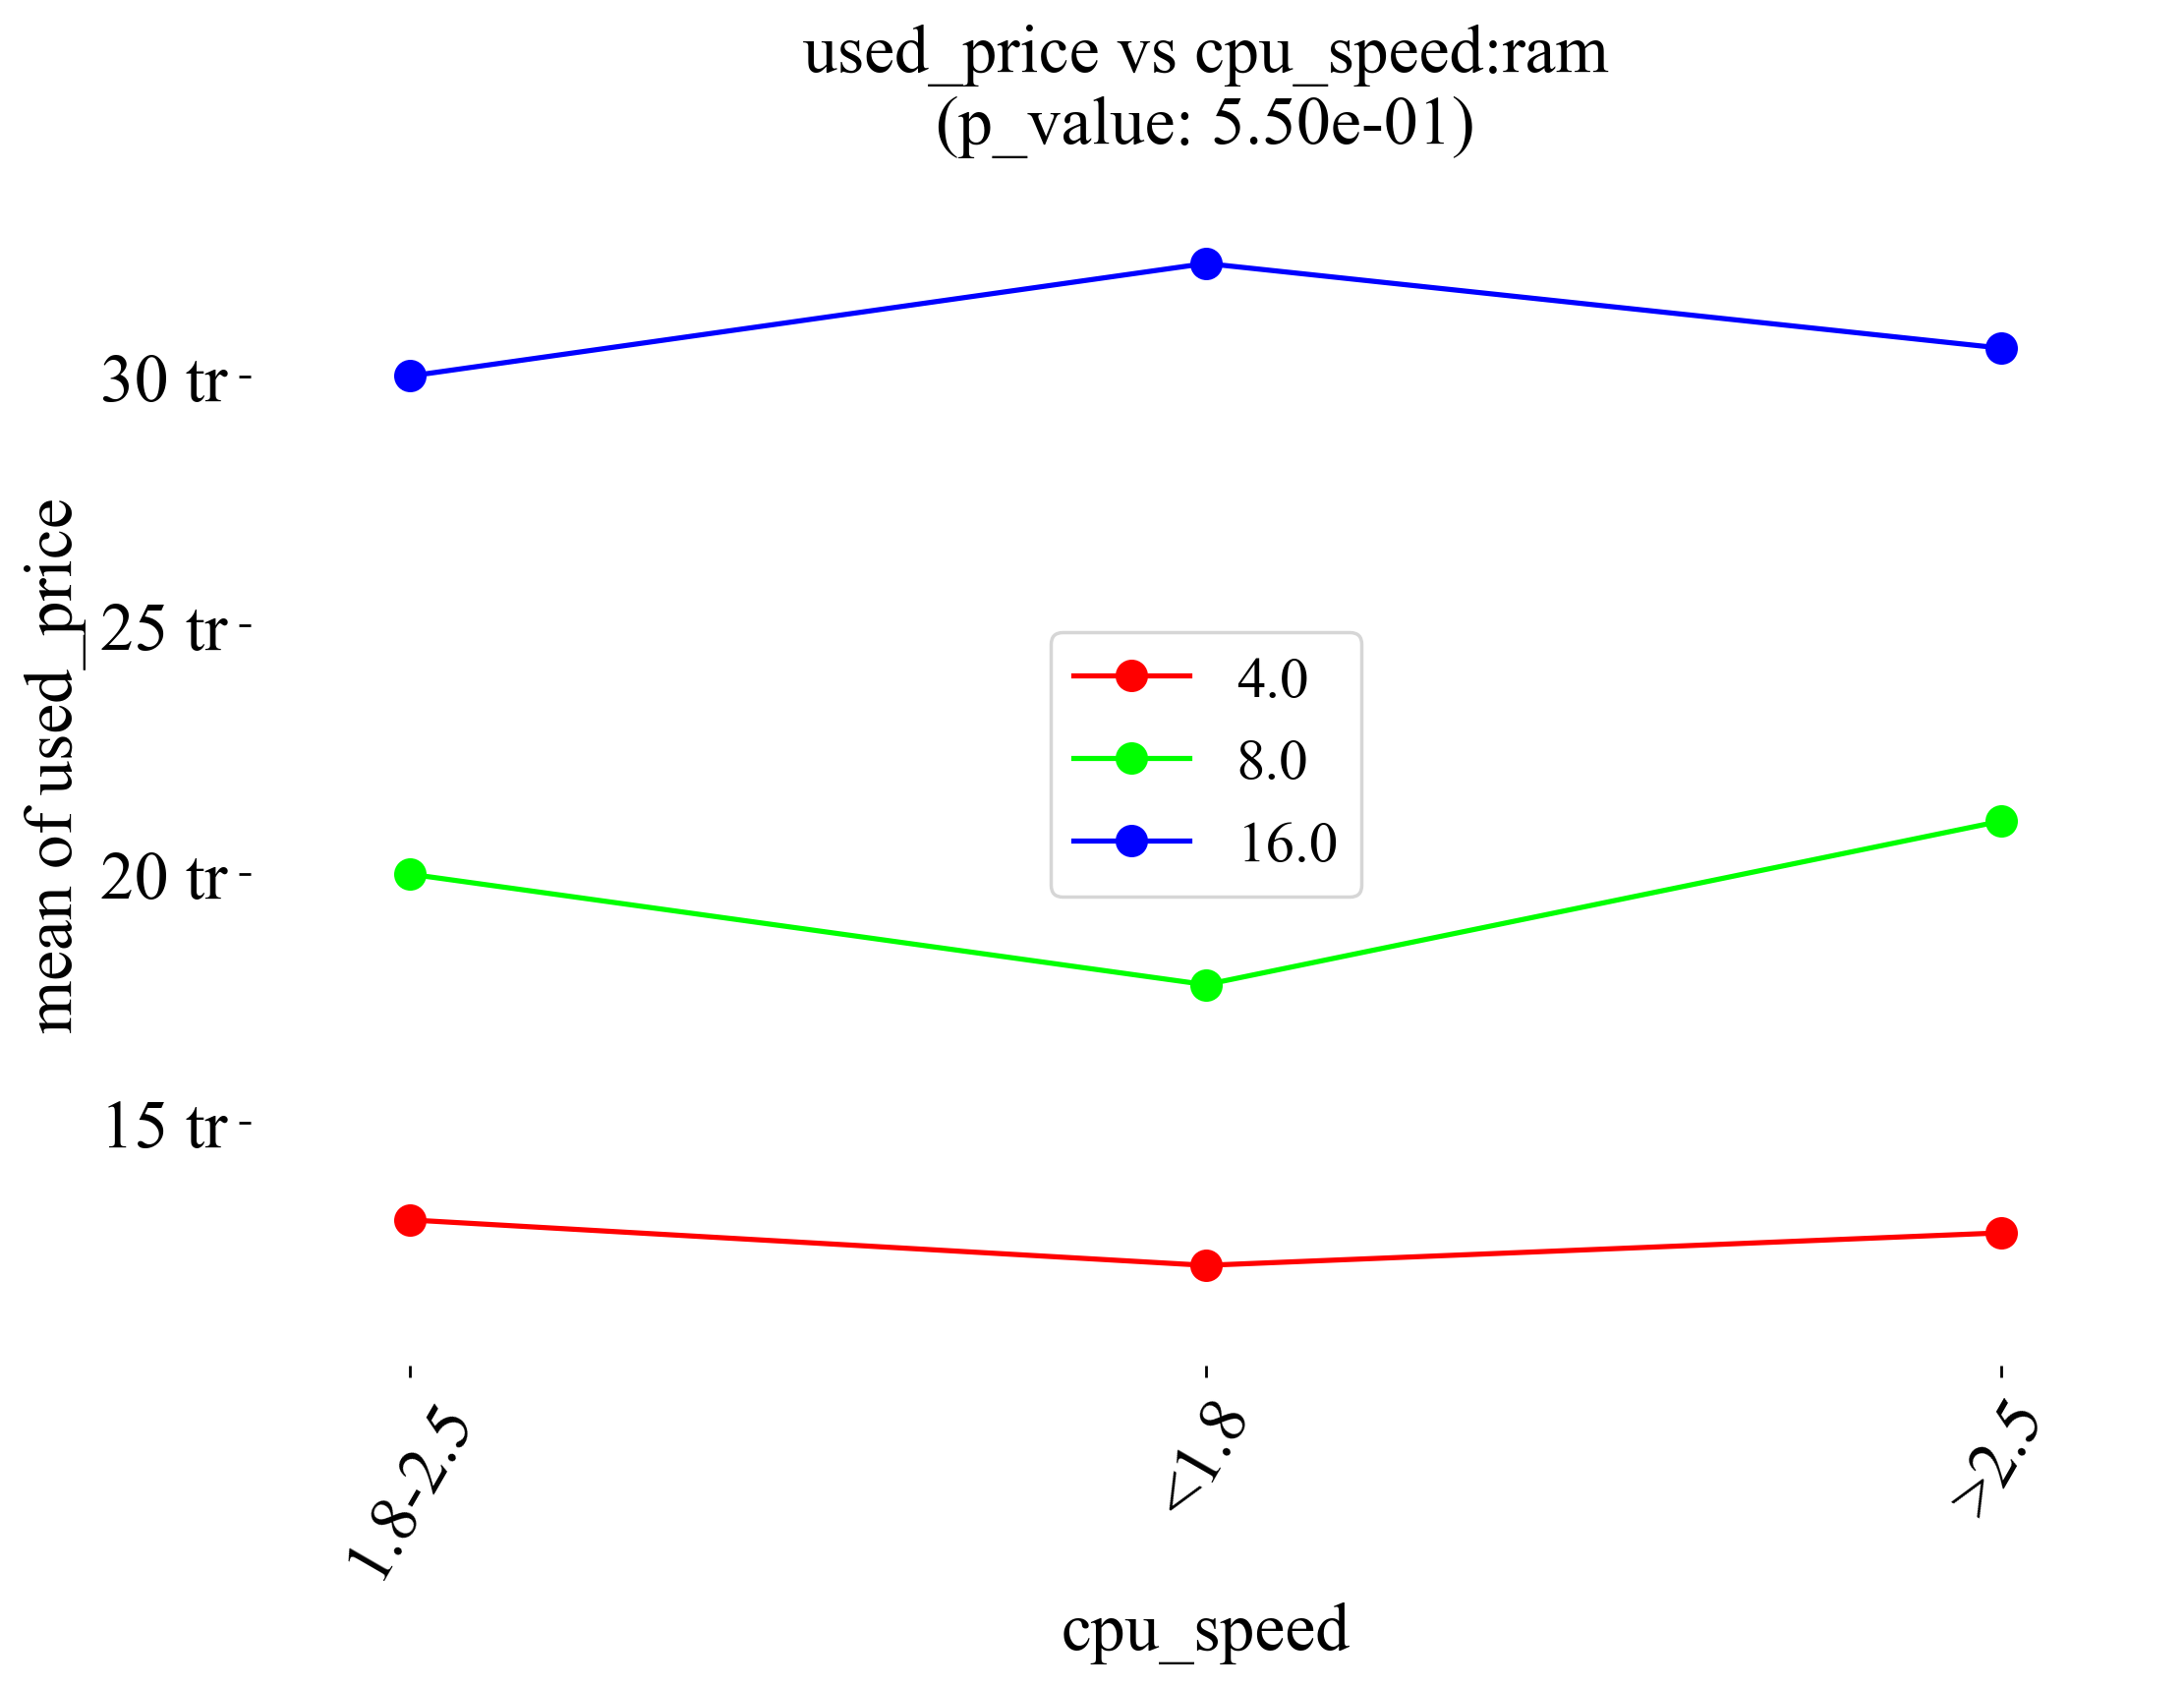 used_price vs cpu_speed:ram
(p_value: 5.50e-01)
mean of used_price
30 tr
25 tr
20 tr
15 tr
4.0
8.0
16.0
1.8-2.5
<1.8
>2.5
cpu_speed